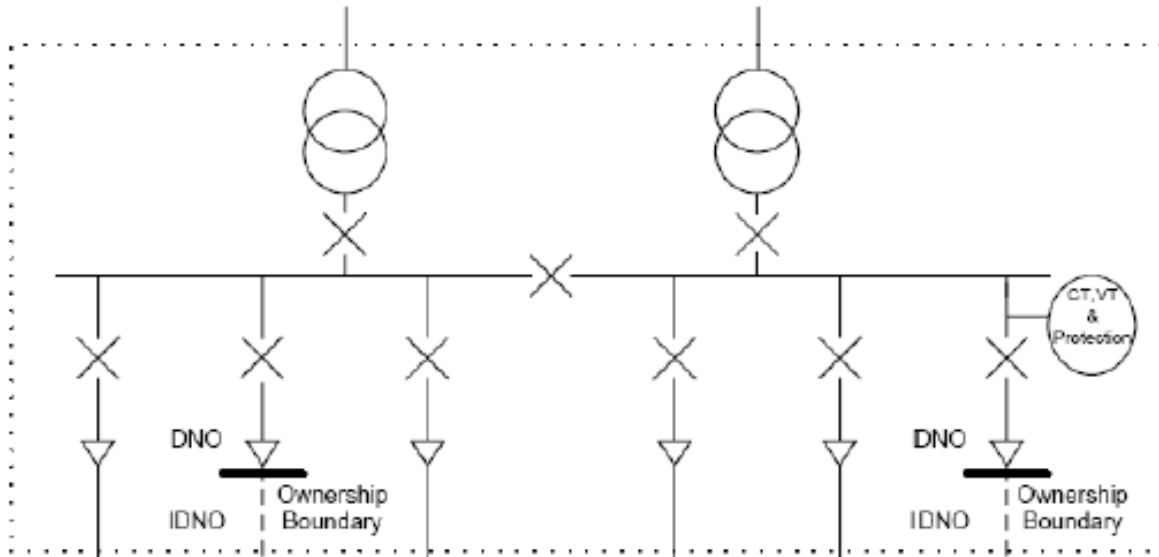 CT,VT
&
Protection
DNO
DNO
Ownership
Boundary
IDNO
Ownership
Boundary
IDNO